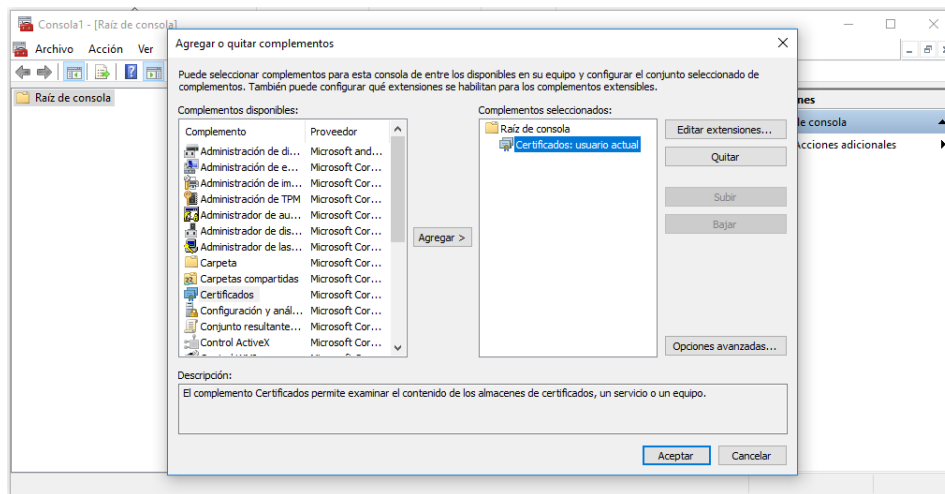 Consola1 - [Raíz de consola]
Archivo Acción Ver
Raíz de consola
Agregar o quitar complementos
Puede seleccionar complementos para esta consola de entre los disponibles en su equipo y configurar el conjunto seleccionado de
complementos. También puede configurar qué extensiones se habilitan para los complementos extensibles.
Complementos disponibles:
Complemento Proveedor
Administración de di... Microsoft and...
Administración de e... Microsoft Cor...
Administración de im... Microsoft Cor...
Administración de TPM Microsoft Cor...
Administrador de au... Microsoft Cor...
Administrador de dis... Microsoft Cor...
Administrador de las... Microsoft Cor...
Carpeta Microsoft Cor...
Carpetas compartidas Microsoft Cor...
Certificados Microsoft Cor...
Configuración y anál... Microsoft Cor...
Conjunto resultante... Microsoft Cor...
Control ActiveX Microsoft Cor...
Agregar >
Complementos seleccionados:
Raíz de consola
Certificados: usuario actual
Editar extensiones...
Quitar
Subir
Bajar
Opciones avanzadas...
Descripción:
El complemento Certificados permite examinar el contenido de los almacenes de certificados, un servicio o un equipo.
Aceptar Cancelar
nes
le consola
Acciones adicionales